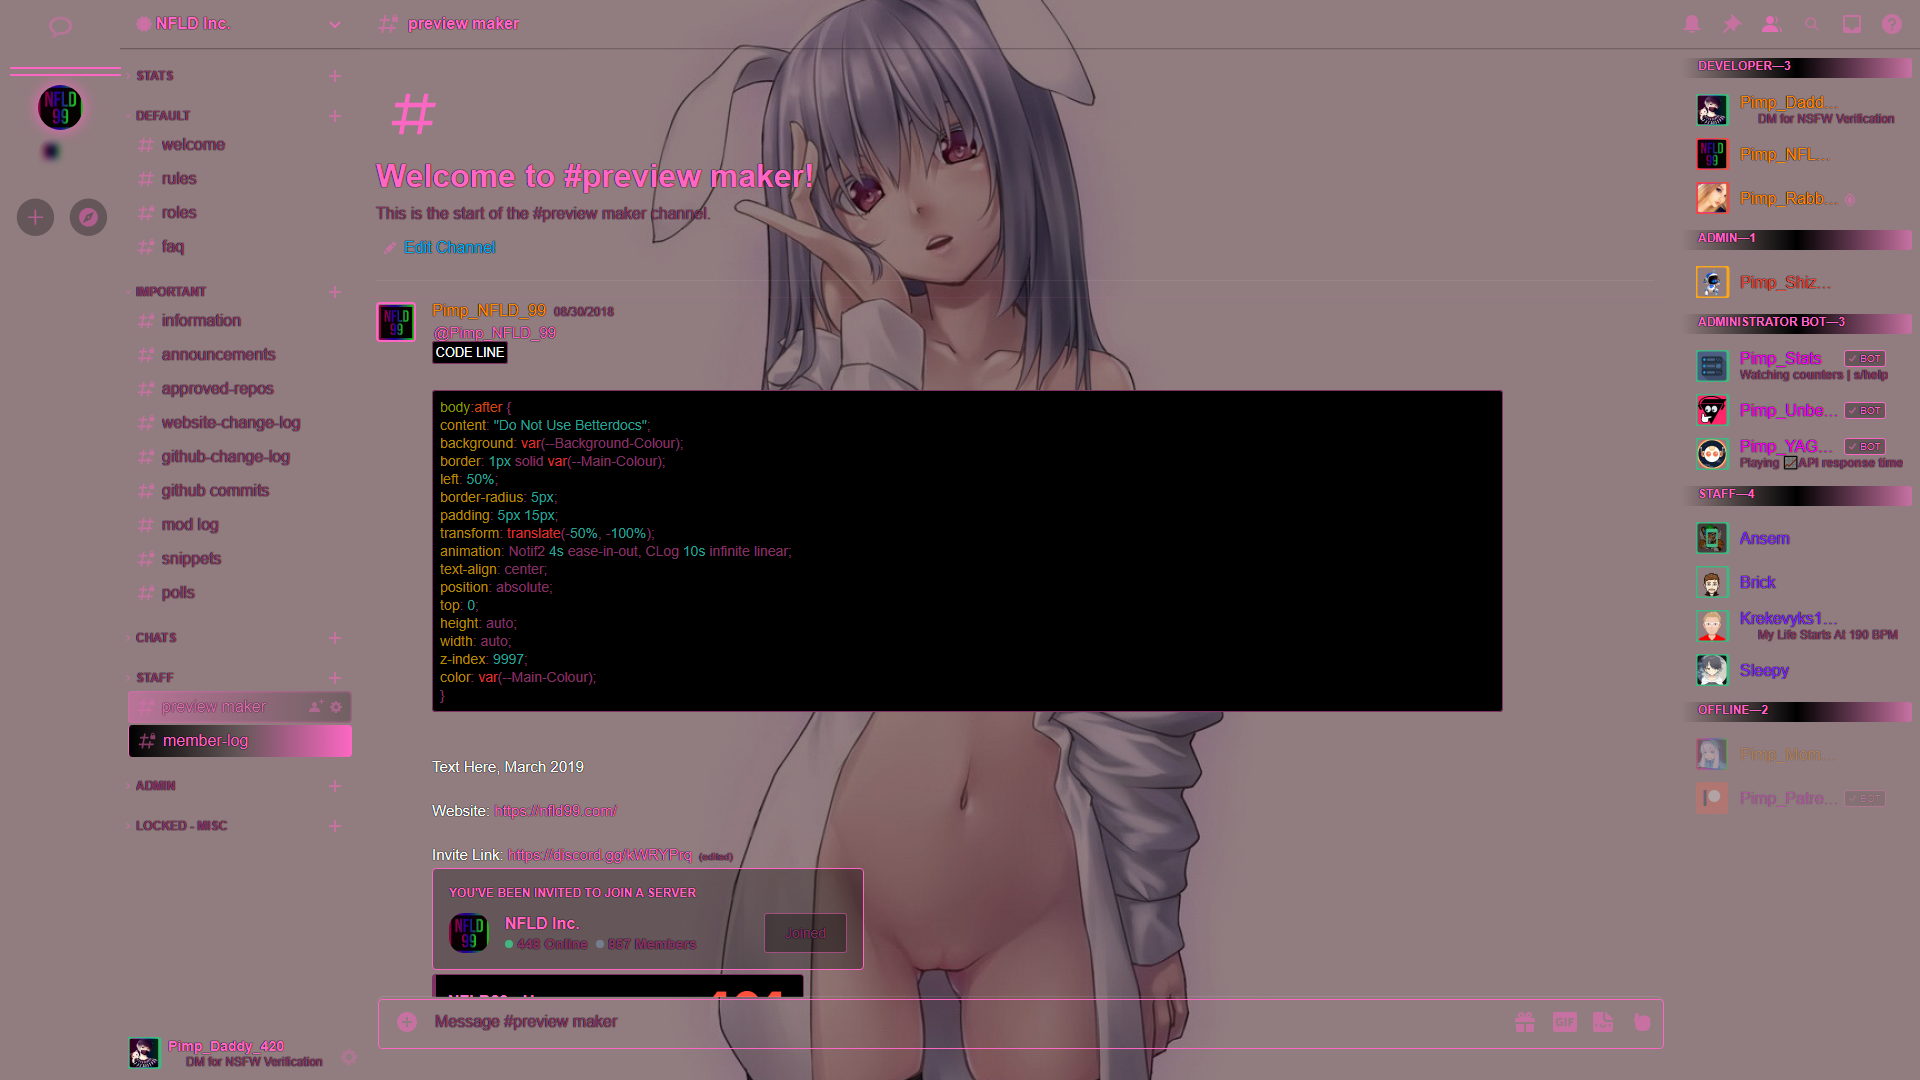 NFLD Inc.
preview maker
NFLD
99
STATS
DEFAULT
welcome
rules
roles
faq
IMPORTANT
information
announcements
approved-repos
website-change-log
github-change-log
github commits
mod log
snippets
polls
CHATS
STAFF
preview maker
member-log
ADMIN
LOCKED - MISC
Pimp_Daddy_420
DM for NSFW Verification
Welcome to #preview maker!
This is the start of the #preview maker channel.
Edit Channel
NFLD
99
Pimp_NFLD_99 08/30/2018
@Pimp_NFLD_99
CODE LINE
body:after {
content: "Do Not Use Betterdocs";
background: var(--Background-Colour);
border: 1px solid var(--Main-Colour);
left: 50%;
border-radius: 5px;
padding: 5px 15px;
transform: translate(-50%, -100%);
animation: Notif2 4s ease-in-out, CLog 10s infinite linear;
text-align: center;
position: absolute;
top: 0;
height: auto;
width: auto;
z-index: 9997;
color: var(--Main-Colour);
}
Text Here, March 2019
Website: https://nfld99.com/
Invite Link: https://discord.gg/kWRYPrq (edited)
YOU'VE BEEN INVITED TO JOIN A SERVER
NFLD
99
NFLD Inc.
448 Online 867 Members
Joined
Message #preview maker
GIF
DEVELOPER—3
Pimp_Dadd...
DM for NSFW Verification
NFLD
99
Pimp_NFL...
Pimp_Rabb...
ADMIN—1
Pimp_Shiz...
ADMINISTRATOR BOT—3
Pimp_Stats BOT
Watching counters | s/help
Pimp_Unbe... BOT
Pimp_YAG... BOT
Playing API response time
STAFF—4
Ansem
Brick
Krekevyks1...
My Life Starts At 190 BPM
Sleepy
OFFLINE—2
Pimp_Patre... BOT